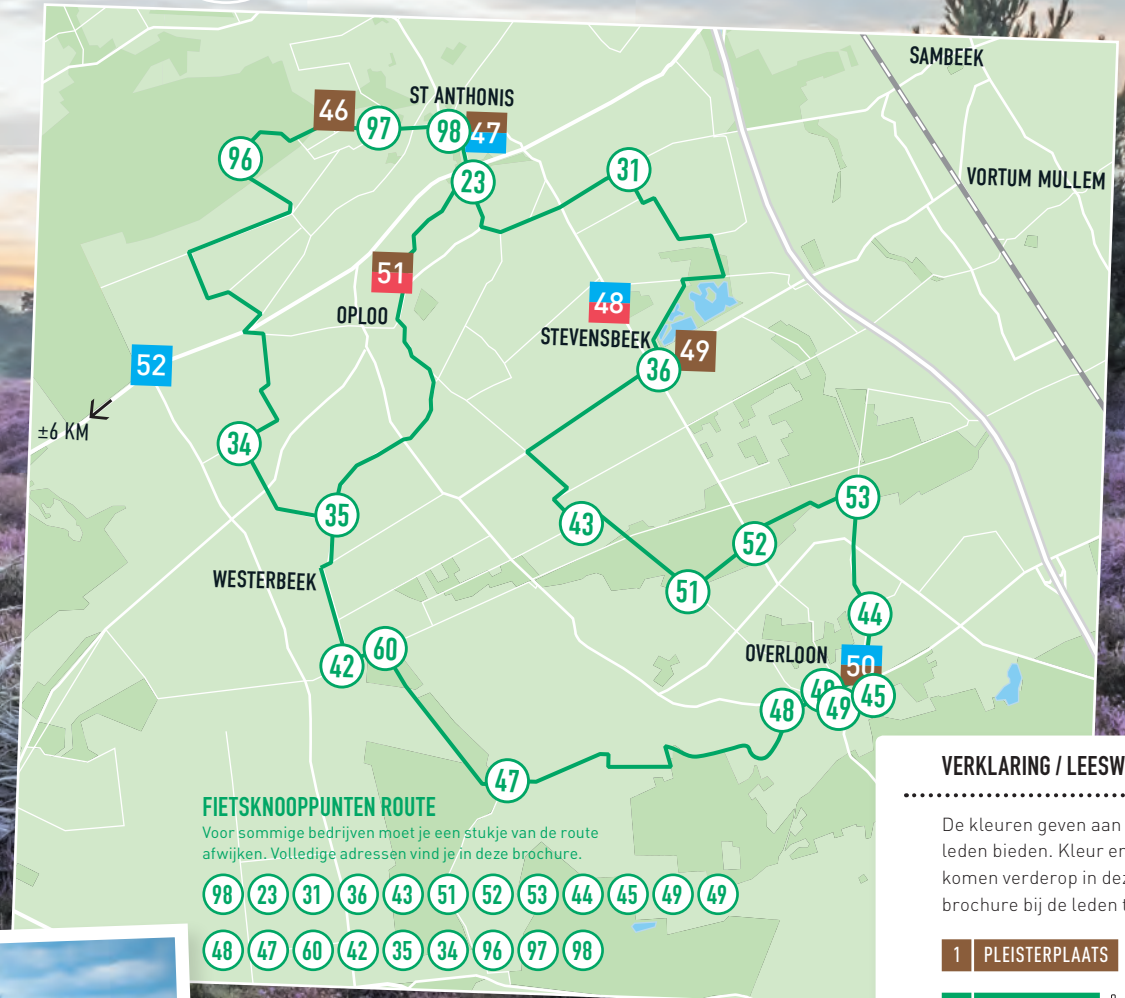 SAMBEEK
ST ANTHONIS
46
97
98
47
96
23
31
VORTUM MULLEM
51
OPLOO
48
STEVENSBEEK
49
36
52
±6 KM
34
35
43
53
52
51
WESTERBEEK
44
42
60
OVERLOON
50
48
49
49
45
47
FIETSKNOOPPUNTEN ROUTE
Voor sommige bedrijven moet je een stukje van de route
afwijken. Volledige adressen vind je in deze brochure.
98 23 31 36 43 51 52 53 44 45 49 49
48 47 60 42 35 34 96 97 98
VERKLARING / LEESW
De kleuren geven aan
leden bieden. Kleur en
komen verderop in dez
brochure bij de leden t
1 PLEISTERPLAATS